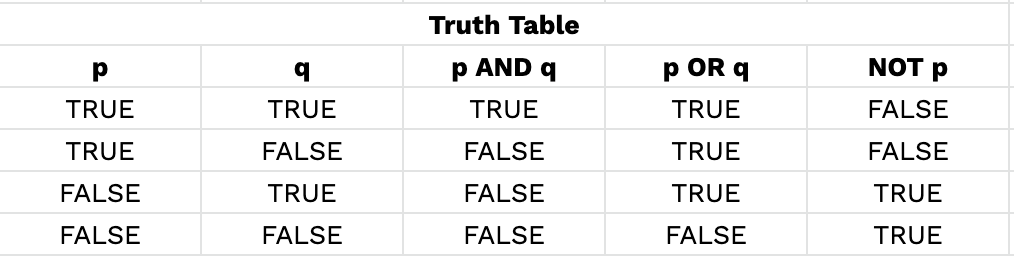 Truth Table
p q p AND q p OR q NOT p
TRUE TRUE TRUE TRUE FALSE
TRUE FALSE FALSE TRUE FALSE
FALSE TRUE FALSE TRUE TRUE
FALSE FALSE FALSE FALSE TRUE